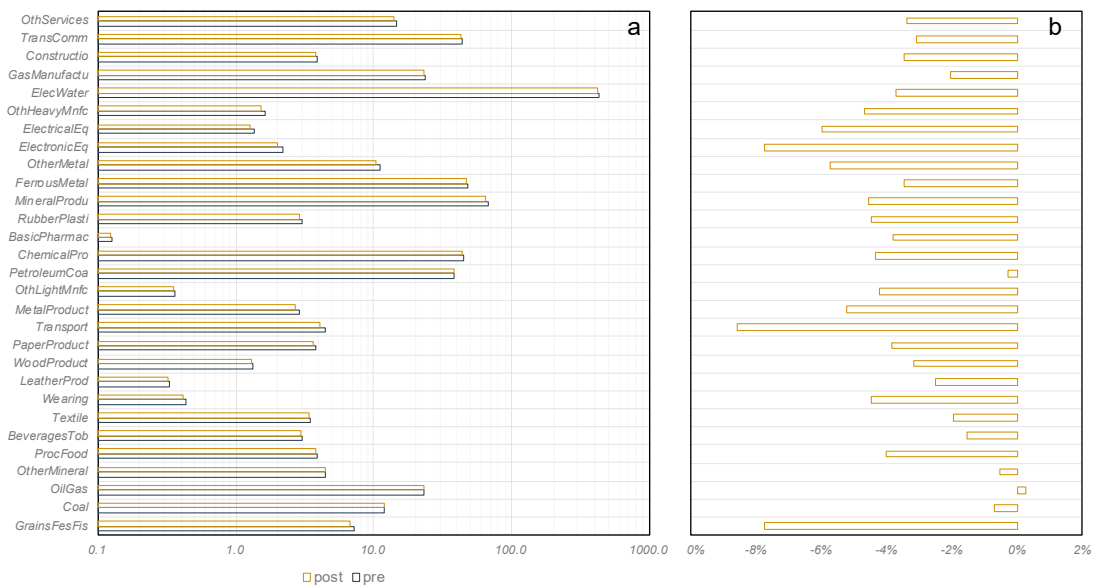 a
b
OthServices
TransComm
Constructio
GasManufactu
ElecWater
OthHeavyMnfc
ElectricalEq
ElectronicEq
OtherMetal
FerrousMetal
MineralProdu
RubberPlasti
BasicPharmac
ChemicalPro
PetroleumCoa
OthLightMnfc
MetalProduct
Transport
PaperProduct
WoodProduct
LeatherProd
Wearing
Textile
BeveragesTob
ProcFood
OtherMineral
OilGas
Coal
GrainsFesFis
0.1 1.0 10.0 100.0 1000.0
0% -8% -6% -4% -2% 0% 2%
post pre